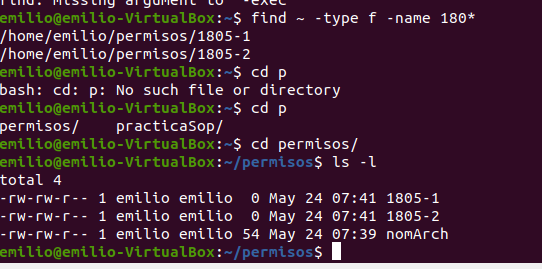 find: missing argument to `-exec'
emilio@emilio-VirtualBox:~$ find ~ -type f -name 180*
/home/emilio/permisos/1805-1
/home/emilio/permisos/1805-2
emilio@emilio-VirtualBox:~$ cd p
bash: cd: p: No such file or directory
emilio@emilio-VirtualBox:~$ cd p
permisos/    practicaSop/
emilio@emilio-VirtualBox:~$ cd permisos/
emilio@emilio-VirtualBox:~/permisos$ ls -l
total 4
-rw-rw-r-- 1 emilio emilio  0 May 24 07:41 1805-1
-rw-rw-r-- 1 emilio emilio  0 May 24 07:41 1805-2
-rw-rw-r-- 1 emilio emilio 54 May 24 07:39 nomArch
emilio@emilio-VirtualBox:~/permisos$